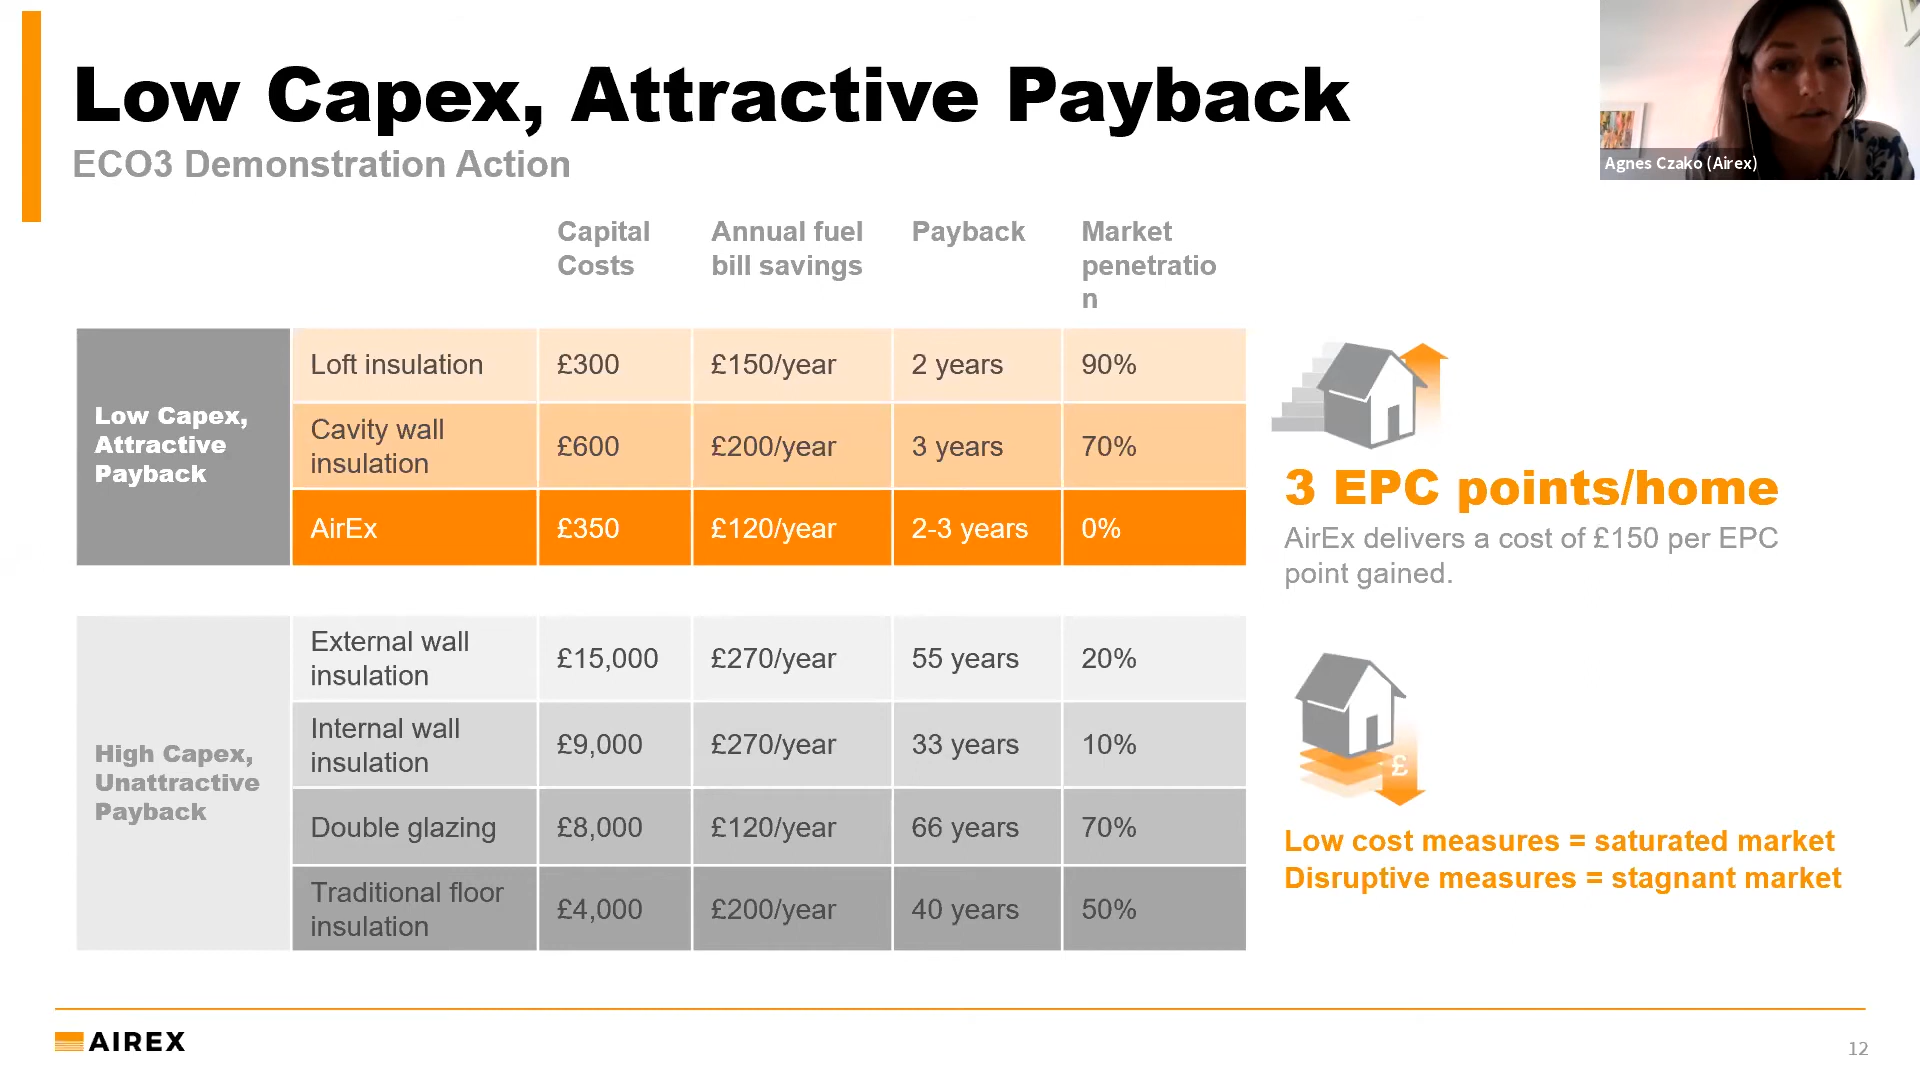 Low Capex, Attractive Payback
ECO3 Demonstration Action
Agnes Czako (Airex)
Capital
Costs
Annual fuel
bill savings
Payback
Market
penetratio
n
Low Capex,
Attractive
Payback
Loft insulation £300 £150/year 2 years 90%
Cavity wall
insulation
£600 £200/year 3 years 70%
AirEx £350 £120/year 2-3 years 0%
3 EPC points/home
AirEx delivers a cost of £150 per EPC
point gained.
High Capex,
Unattractive
Payback
External wall
insulation
£15,000 £270/year 55 years 20%
Internal wall
insulation
£9,000 £270/year 33 years 10%
Double glazing £8,000 £120/year 66 years 70%
Traditional floor
insulation
£4,000 £200/year 40 years 50%
£
Low cost measures = saturated market
Disruptive measures = stagnant market
AIREX
12